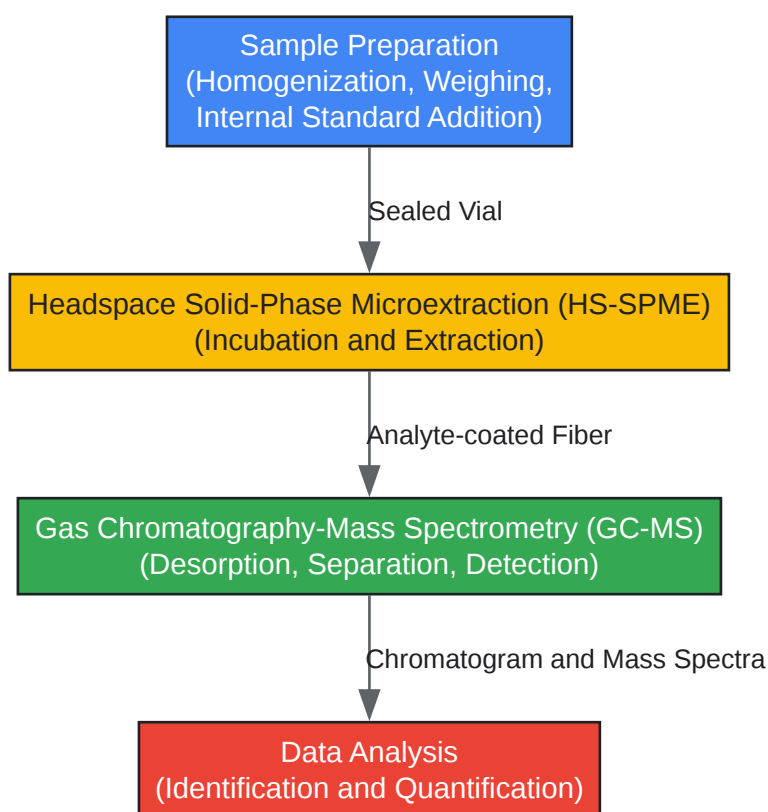 Sample Preparation
(Homogenization, Weighing,
Internal Standard Addition)
Sealed Vial
Headspace Solid-Phase Microextraction (HS-SPME)
(Incubation and Extraction)
Analyte-coated Fiber
Gas Chromatography-Mass Spectrometry (GC-MS)
(Desorption, Separation, Detection)
Chromatogram and Mass Spectra
Data Analysis
(Identification and Quantification)